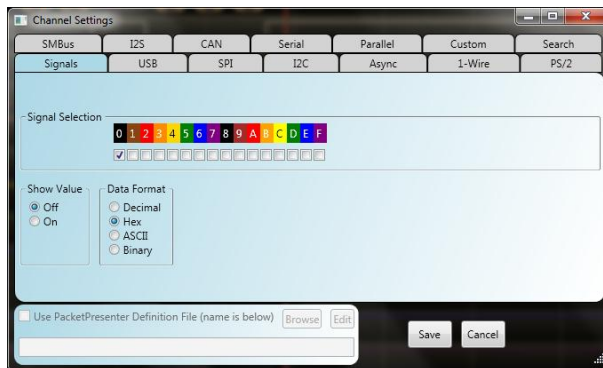 Channel Settings
SMBus I2S CAN Serial Parallel Custom Search
Signals USB SPI I2C Async 1-Wire PS/2
Signal Selection
0 1 2 3 4 5 6 7 8 9 A B C D E F
Show Value Data Format
Off Decimal
On Hex
ASCII
Binary
Use PacketPresenter Definition File (name is below) Browse Edit
Save Cancel